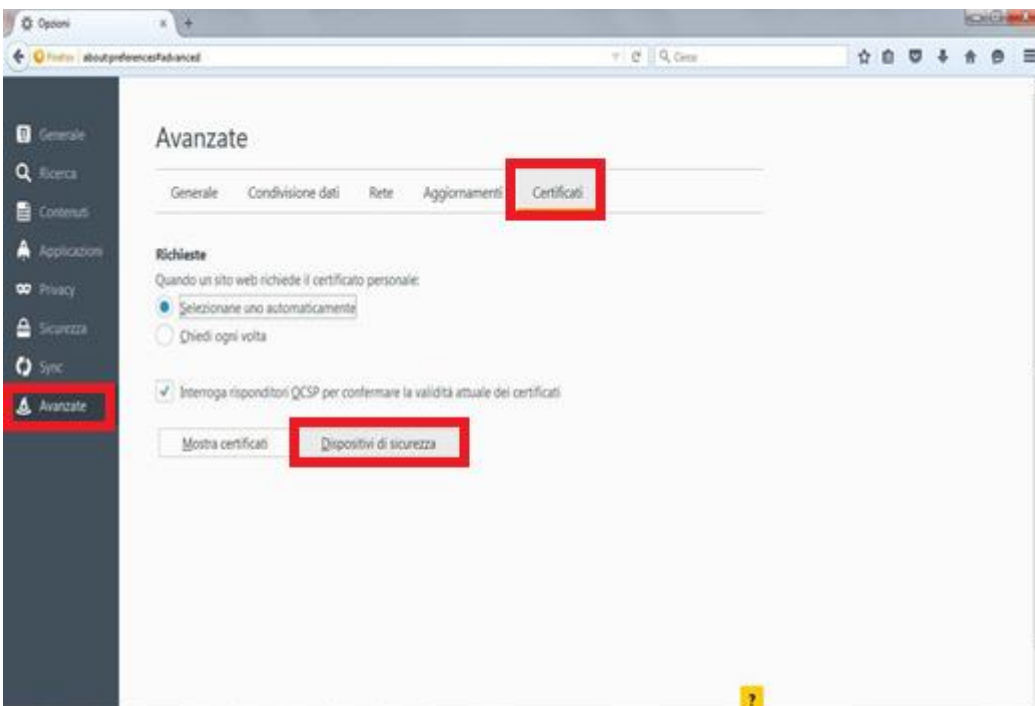 Opzioni
Firefox about:preferences#advanced
Cerca
Generale
Ricerca
Contenuti
Applicazioni
Privacy
Sicurezza
Sync
Avanzate
Avanzate
Generale Condivisione dati Rete Aggiornamenti Certificati
Richieste
Quando un sito web richiede il certificato personale:
Selezionane uno automaticamente
Chiedi ogni volta
Interroga risponditori OCSP per confermare la validità attuale dei certificati
Mostra certificati Dispositivi di sicurezza
?